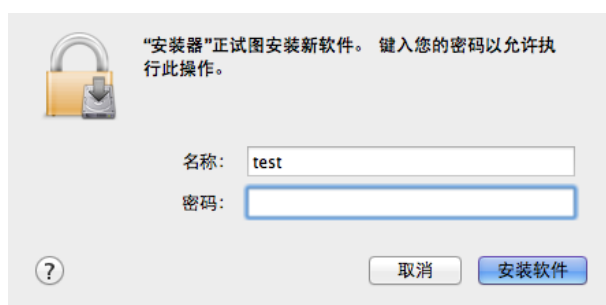 “安装器”正试图安装新软件。 键入您的密码以允许执
行此操作。
名称: test
密码:
?
取消
安装软件